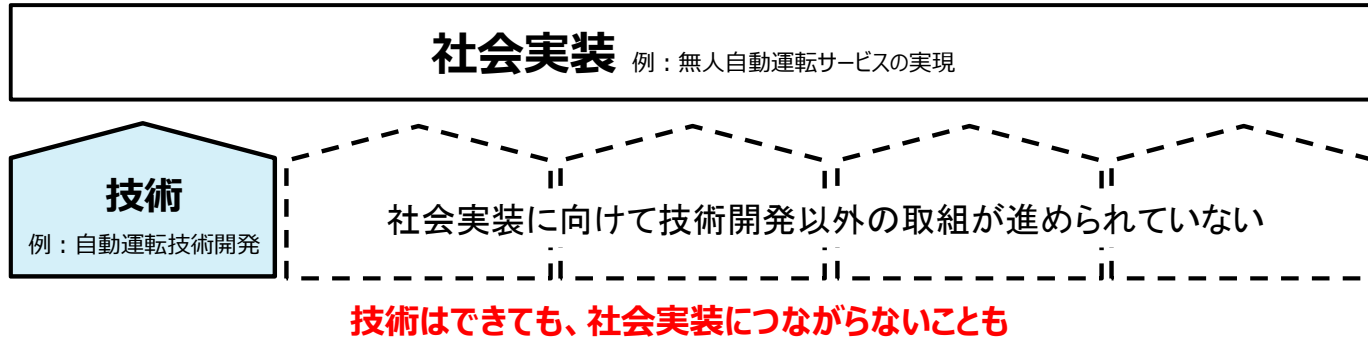 社会実装 例：無人自動運転サービスの実現
技術
例：自動運転技術開発
社会実装に向けて技術開発以外の取組が進められていない
技術はできても、社会実装につながらないことも